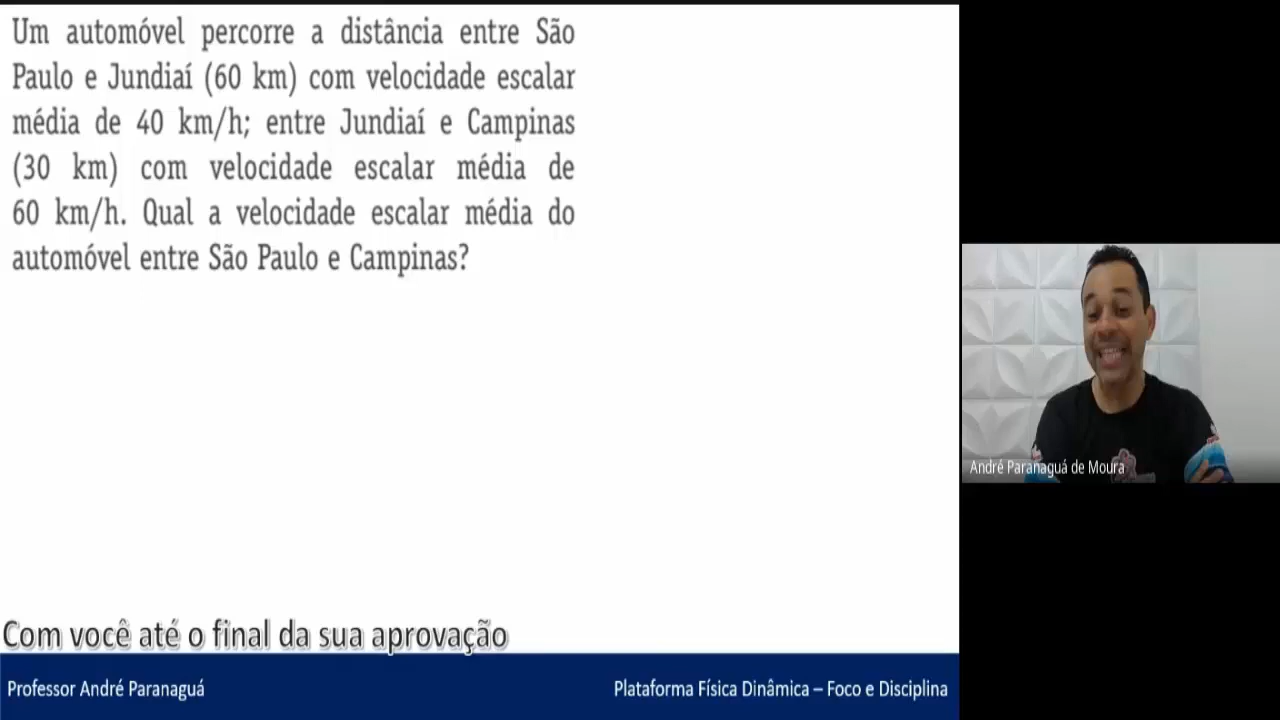 Um automóvel percorre a distância entre São
Paulo e Jundiaí (60 km) com velocidade escalar
média de 40 km/h; entre Jundiaí e Campinas
(30 km) com velocidade escalar média de
60 km/h. Qual a velocidade escalar média do
automóvel entre São Paulo e Campinas?
André Paranaguá de Moura
Com você até o final da sua aprovação
Professor André Paranaguá
Plataforma Física Dinâmica – Foco e Disciplina